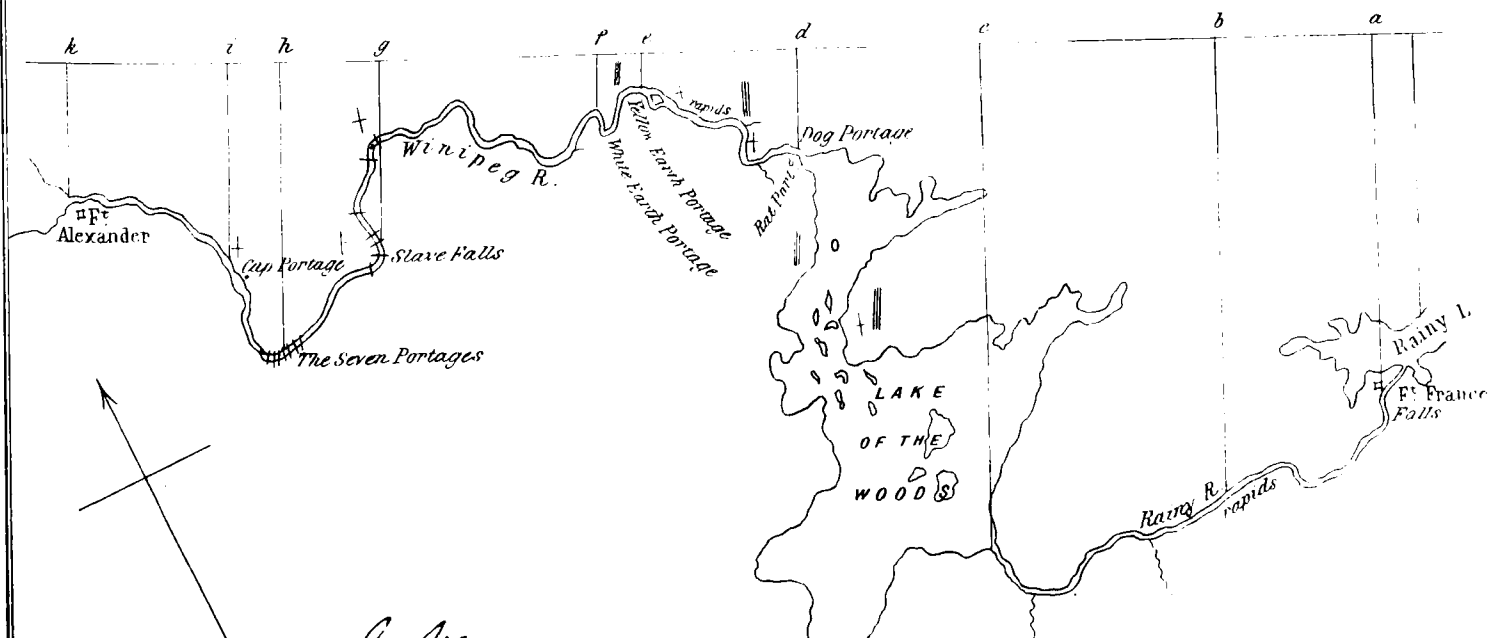 k i h g f e d c b a
rapids
Dog Portage
Winipeg R.
Yellow Earth Portage
White Earth Portage
Rat Port.e
Ft.
Alexander
Cap Portage
Slave Falls
The Seven Portages
LAKE
OF THE
WOODS
Rainy L
Ft. France
Falls
Rainy R.
rapids